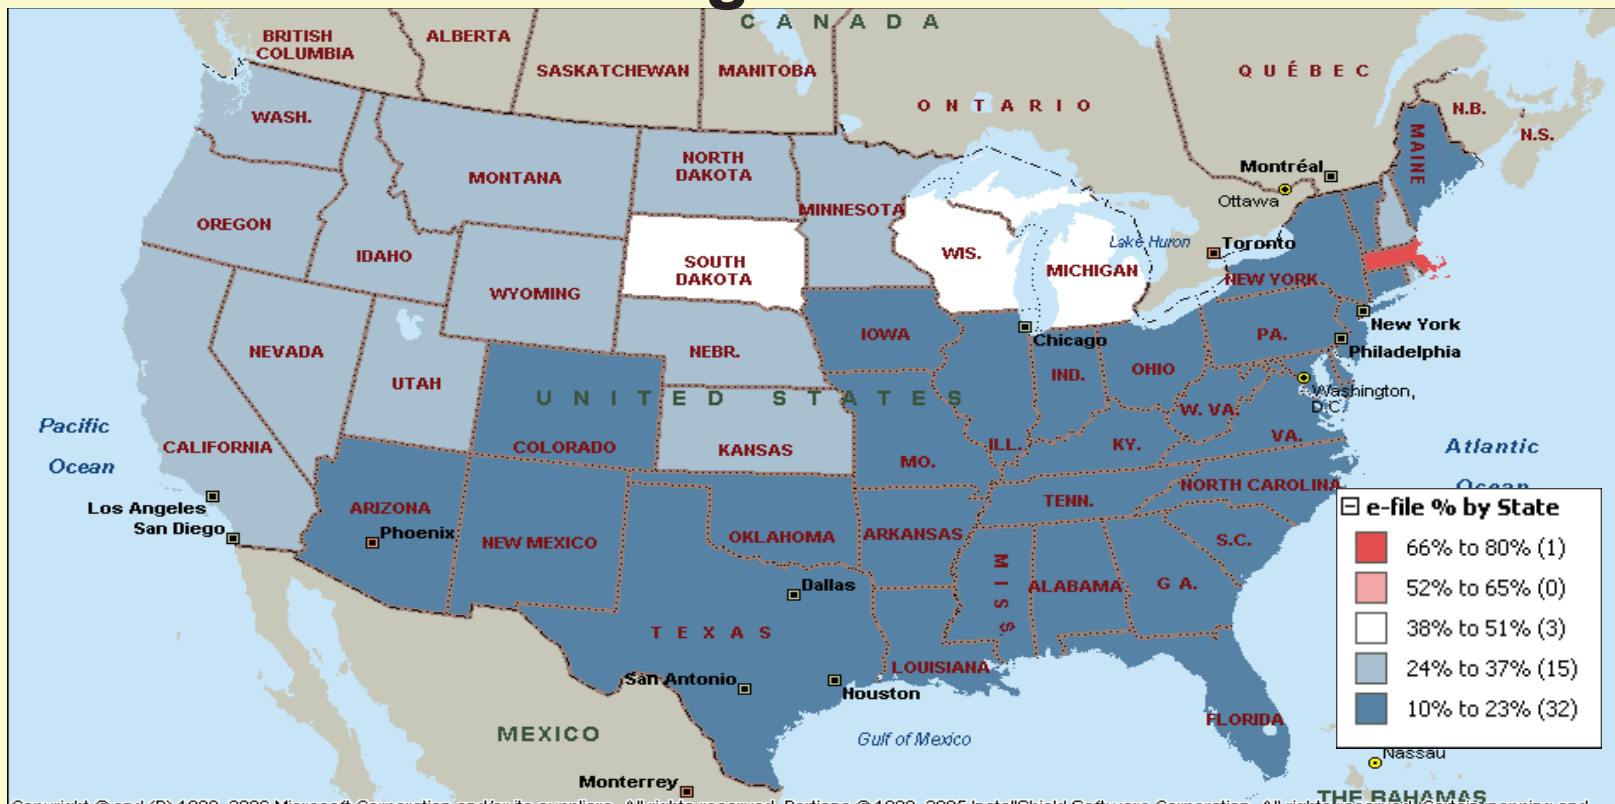 C A N A D A
BRITISH
COLUMBIA
ALBERTA
SASKATCHEWAN
MANITOBA
O N T A R I O
Q U É B E C
N.B.
N.S.
WASH.
MONTANA
NORTH
DAKOTA
MINNESOTA
MAINE
Montréal
Ottawa
OREGON
IDAHO
WYOMING
SOUTH
DAKOTA
WIS.
MICHIGAN
Lake Huron
Toronto
NEW YORK
NEVADA
UTAH
NEBR.
IOWA
Chicago
IND.
OHIO
PA.
New York
Philadelphia
Washington,
D.C.
U N I T E D S T A T E S
Pacific
Ocean
CALIFORNIA
COLORADO
KANSAS
MO.
ILL.
KY.
W. VA.
VA.
Atlantic
Ocean
Los Angeles
San Diego
ARIZONA
Phoenix
NEW MEXICO
OKLAHOMA
ARKANSAS
TENN.
NORTH CAROLINA
S.C.
Dallas
M I S S.
ALABAMA
G A.
T E X A S
LOUISIANA
San Antonio
Houston
FLORIDA
MEXICO
Gulf of Mexico
Monterrey
Nassau
THE BAHAMAS
e-file % by State
66% to 80% (1)
52% to 65% (0)
38% to 51% (3)
24% to 37% (15)
10% to 23% (32)